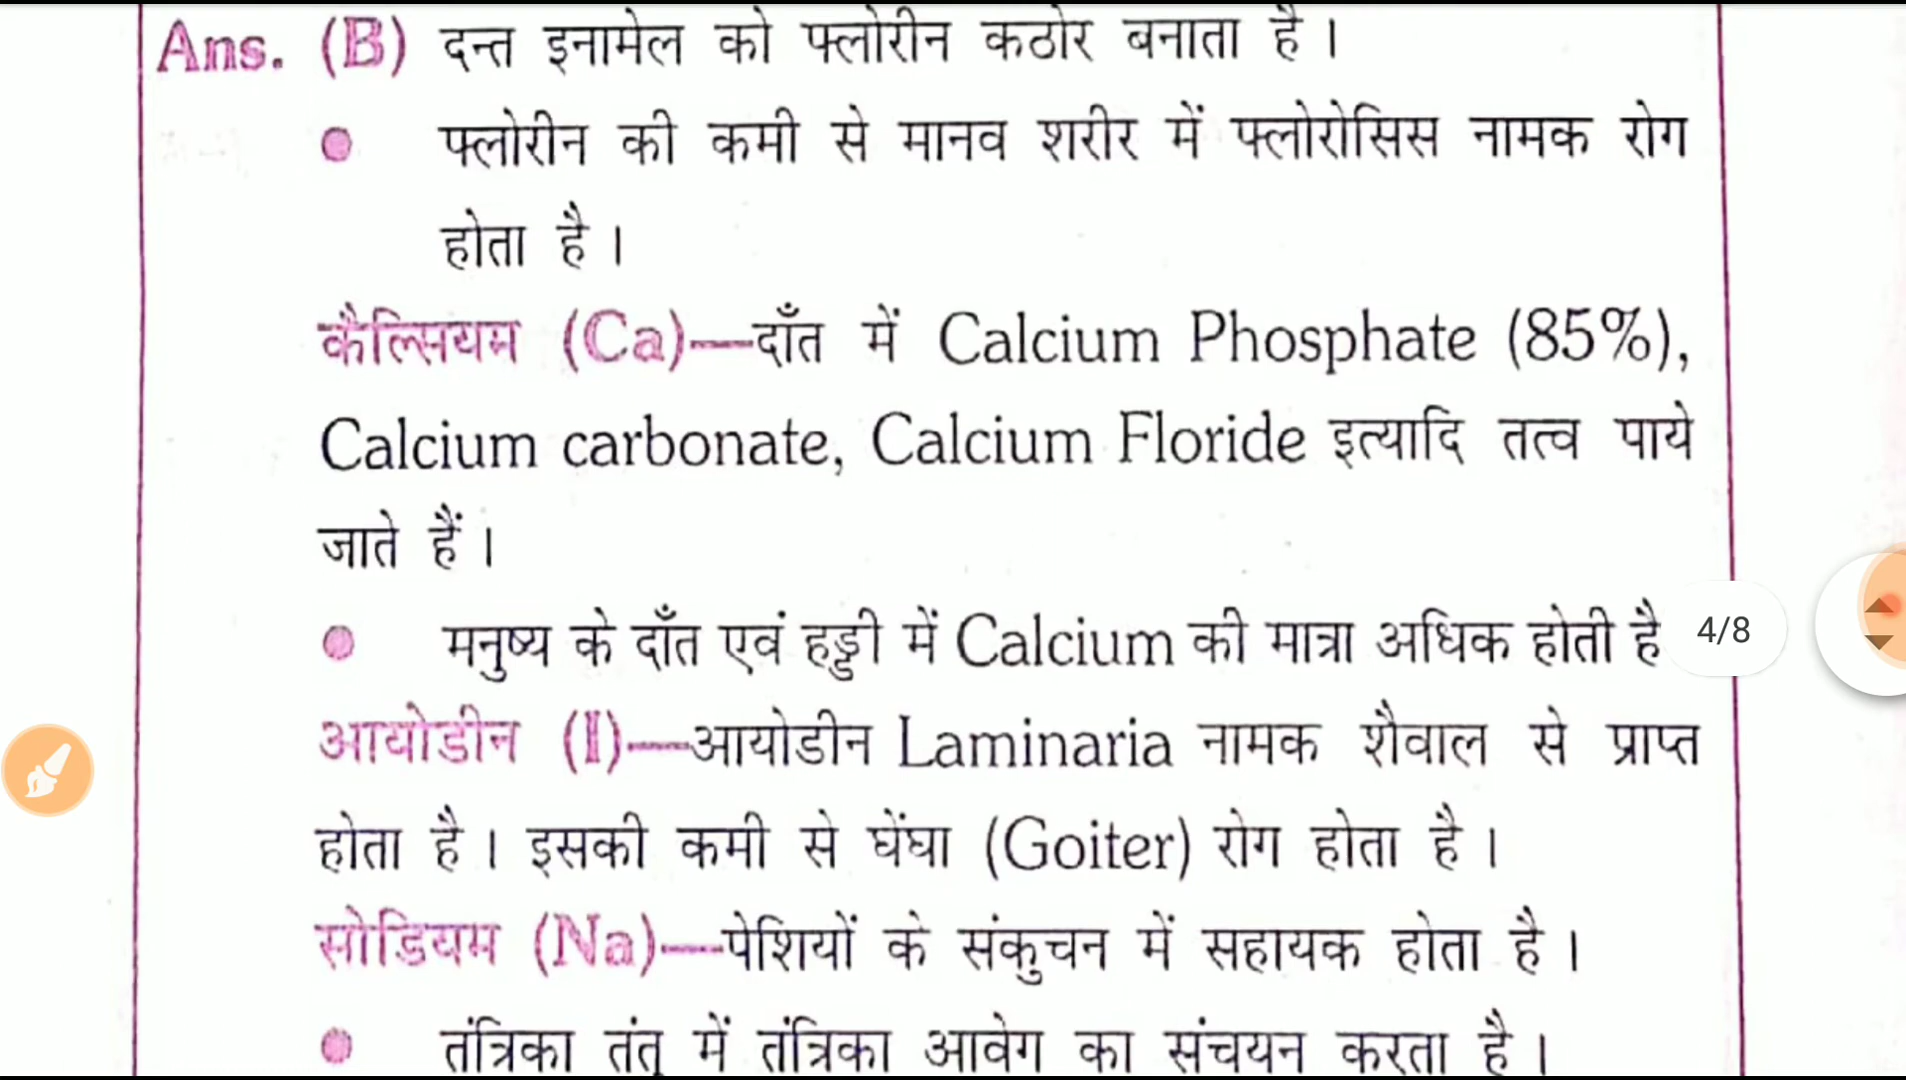 Ans. (B) दन्त इनामेल को फ्लोरीन कठोर बनाता है ।
● फ्लोरीन की कमी से मानव शरीर में फ्लोरोसिस नामक रोग
होता है ।
कैल्सियम (Ca)—दाँत में Calcium Phosphate (85%),
Calcium carbonate, Calcium Floride इत्यादि तत्व पाये
जाते हैं ।
● मनुष्य के दाँत एवं हड्डी में Calcium की मात्रा अधिक होती है
4/8
आयोडीन (I)—आयोडीन Laminaria नामक शैवाल से प्राप्त
होता है । इसकी कमी से घेंघा (Goiter) रोग होता है ।
सोडियम (Na)—पेशियों के संकुचन में सहायक होता है ।
● तंत्रिका तंतु में तंत्रिका आवेग का संचयन करता है ।